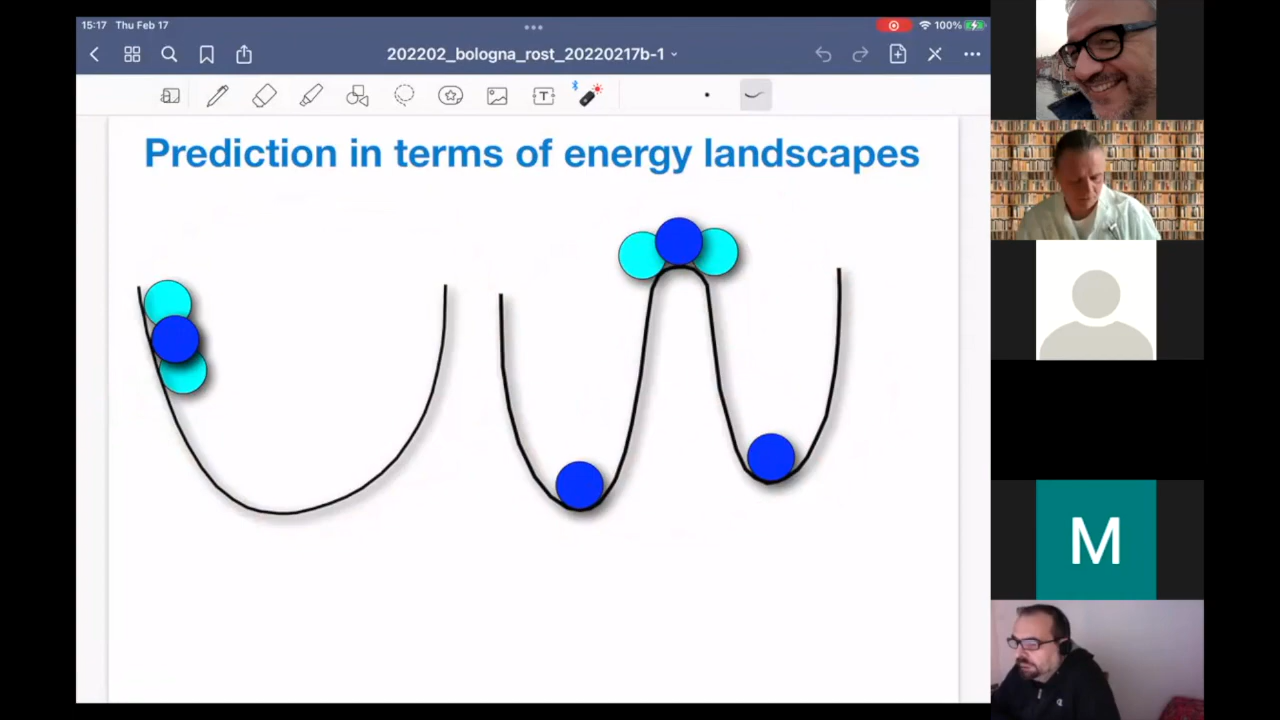 15:17 Thu Feb 17
100%
202202_bologna_rost_20220217b-1
T
Prediction in terms of energy landscapes
M